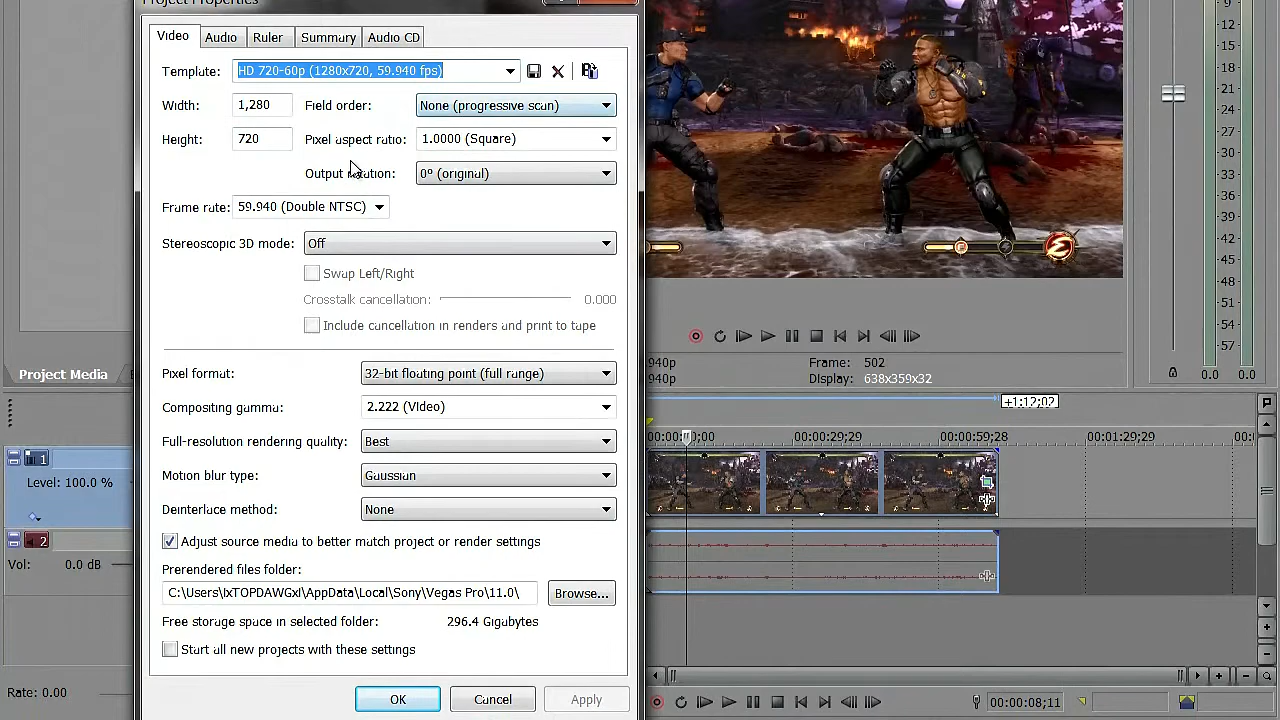 Project Properties
Video
Audio
Ruler
Summary
Audio CD
Template: HD 720-60p (1280x720, 59.940 fps)
Width: 1,280 Field order: None (progressive scan)
Height: 720 Pixel aspect ratio: 1.0000 (Square)
Output rotation: 0° (original)
Frame rate: 59.940 (Double NTSC)
Stereoscopic 3D mode: Off
Swap Left/Right
Crosstalk cancellation: 0.000
Include cancellation in renders and print to tape
Pixel format: 32-bit floating point (full range)
Compositing gamma: 2.222 (Video)
Full-resolution rendering quality: Best
Motion blur type: Gaussian
Deinterlace method: None
Adjust source media to better match project or render settings
Prerendered files folder:
C:\Users\lxTOPDAWGxl\AppData\Local\Sony\Vegas Pro\11.0\ Browse...
Free storage space in selected folder: 296.4 Gigabytes
Start all new projects with these settings
OK Cancel Apply
Project Media
1
Level: 100.0 %
2
Vol: 0.0 dB
Rate: 0.00
940p Frame: 502
940p Display: 638x359x32
+1:12;02
00:00:29;29 00:00:59;28 00:01:29;29
00:00:08;11
-9
-12
-15
-18
-21
-24
-27
-30
-33
-36
-39
-42
-45
-48
-51
-54
-57
0.0 0.0